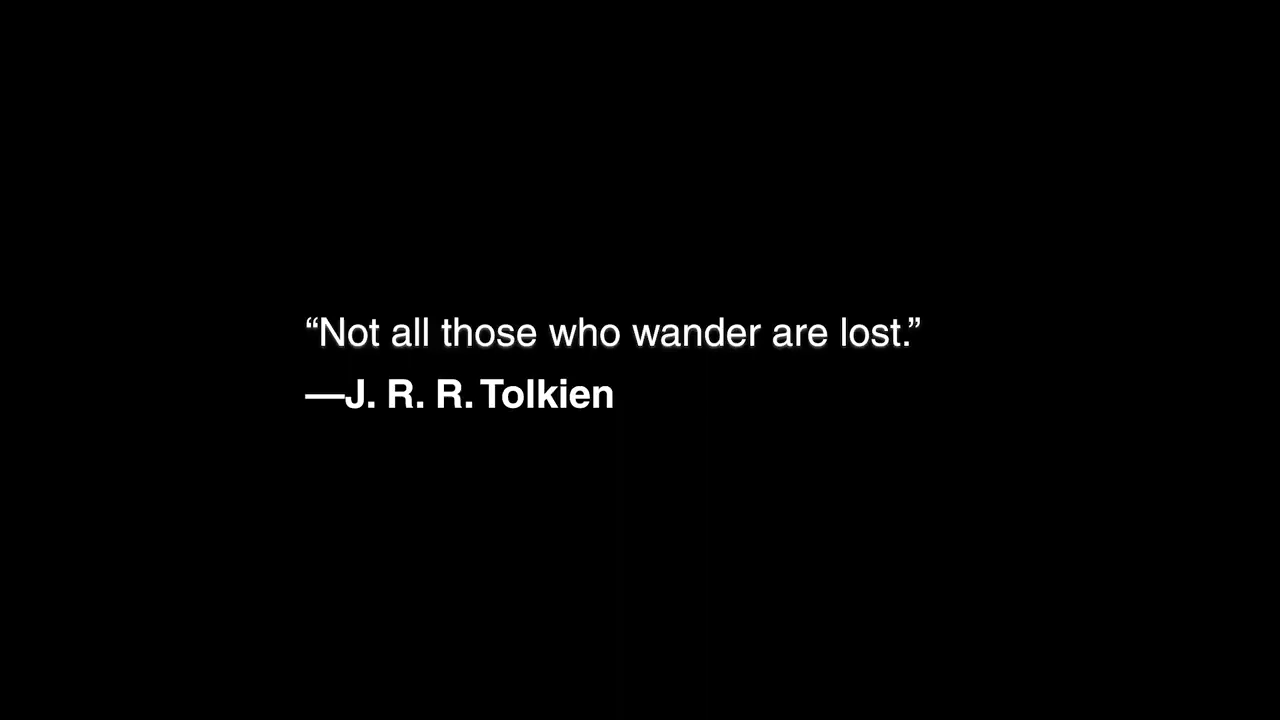 “Not all those who wander are lost.”
—J. R. R. Tolkien